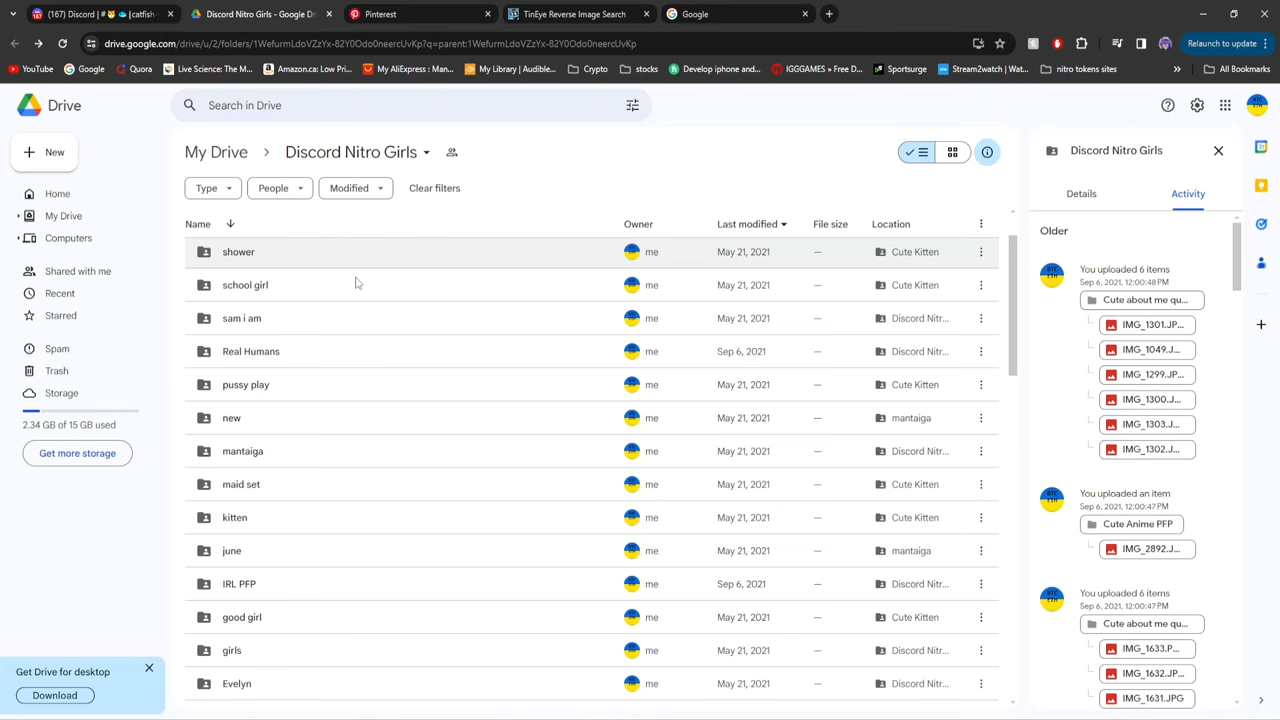 (167) Discord | #
catfish-
Discord Nitro Girls - Google Dr
Pinterest
TinEye Reverse Image Search
Google
drive.google.com/drive/u/2/folders/1WefurmLdoVZzYx-82Y0Odo0neercUvKp?q=parent:1WefurmLdoVZzYx-82Y0Odo0neercUvKp
Relaunch to update
YouTube
Google
Quora
Live Science: The M...
Amazon.ca: Low Pric...
My AliExpress : Man...
My Library | Audible...
Crypto
stocks
Develope iphone and...
IGGGAMES » Free D...
Sportsurge
Stream2watch | Wat...
nitro tokens sites
»
All Bookmarks
Drive
Search in Drive
New
Home
My Drive
Computers
Shared with me
Recent
Starred
Spam
Trash
Storage
2.34 GB of 15 GB used
Get more storage
Get Drive for desktop
Download
My Drive > Discord Nitro Girls
Type
People
Modified
Clear filters
Name Owner Last modified File size Location
shower me May 21, 2021 — Cute Kitten
school girl me May 21, 2021 — Cute Kitten
sam i am me May 21, 2021 — Discord Nitr...
Real Humans me Sep 6, 2021 — Discord Nitr...
pussy play me May 21, 2021 — Cute Kitten
new me May 21, 2021 — mantaiga
mantaiga me May 21, 2021 — Discord Nitr...
maid set me May 21, 2021 — Cute Kitten
kitten me May 21, 2021 — Cute Kitten
june me May 21, 2021 — mantaiga
IRL PFP me Sep 6, 2021 — Discord Nitr...
good girl me May 21, 2021 — Cute Kitten
girls me May 21, 2021 — Discord Nitr...
Evelyn me May 21, 2021 — Discord Nitr...
Discord Nitro Girls
Details
Activity
Older
You uploaded 6 items
Sep 6, 2021, 12:00:48 PM
Cute about me qu...
IMG_1301.JP...
IMG_1049.J...
IMG_1299.JP...
IMG_1300.J...
IMG_1303.J...
IMG_1302.J...
You uploaded an item
Sep 6, 2021, 12:00:47 PM
Cute Anime PFP
IMG_2892.J...
You uploaded 6 items
Sep 6, 2021, 12:00:47 PM
Cute about me qu...
IMG_1633.P...
IMG_1632.JP...
IMG_1631.JPG